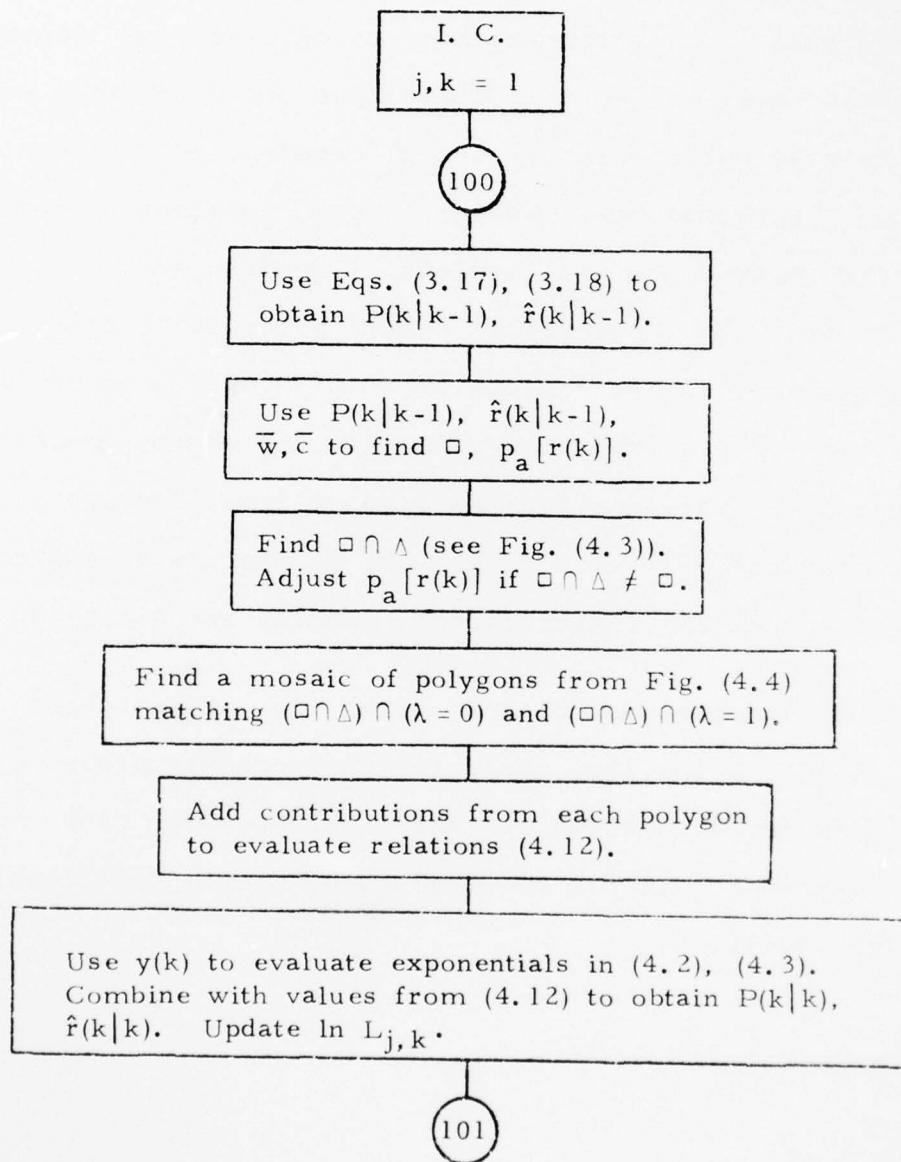 I. C.
j, k = 1
100
Use Eqs. (3.17), (3.18) to
obtain P(k|k-1), r̂(k|k-1).
Use P(k|k-1), r̂(k|k-1),
w̅, c̅ to find □, p_a[r(k)].
Find □ ∩ △ (see Fig. (4.3)).
Adjust p_a[r(k)] if □ ∩ △ ≠ □.
Find a mosaic of polygons from Fig. (4.4)
matching (□∩△) ∩ (λ = 0) and (□∩△) ∩ (λ = 1).
Add contributions from each polygon
to evaluate relations (4.12).
Use y(k) to evaluate exponentials in (4.2), (4.3).
Combine with values from (4.12) to obtain P(k|k),
r̂(k|k). Update ln L_j,k.
101